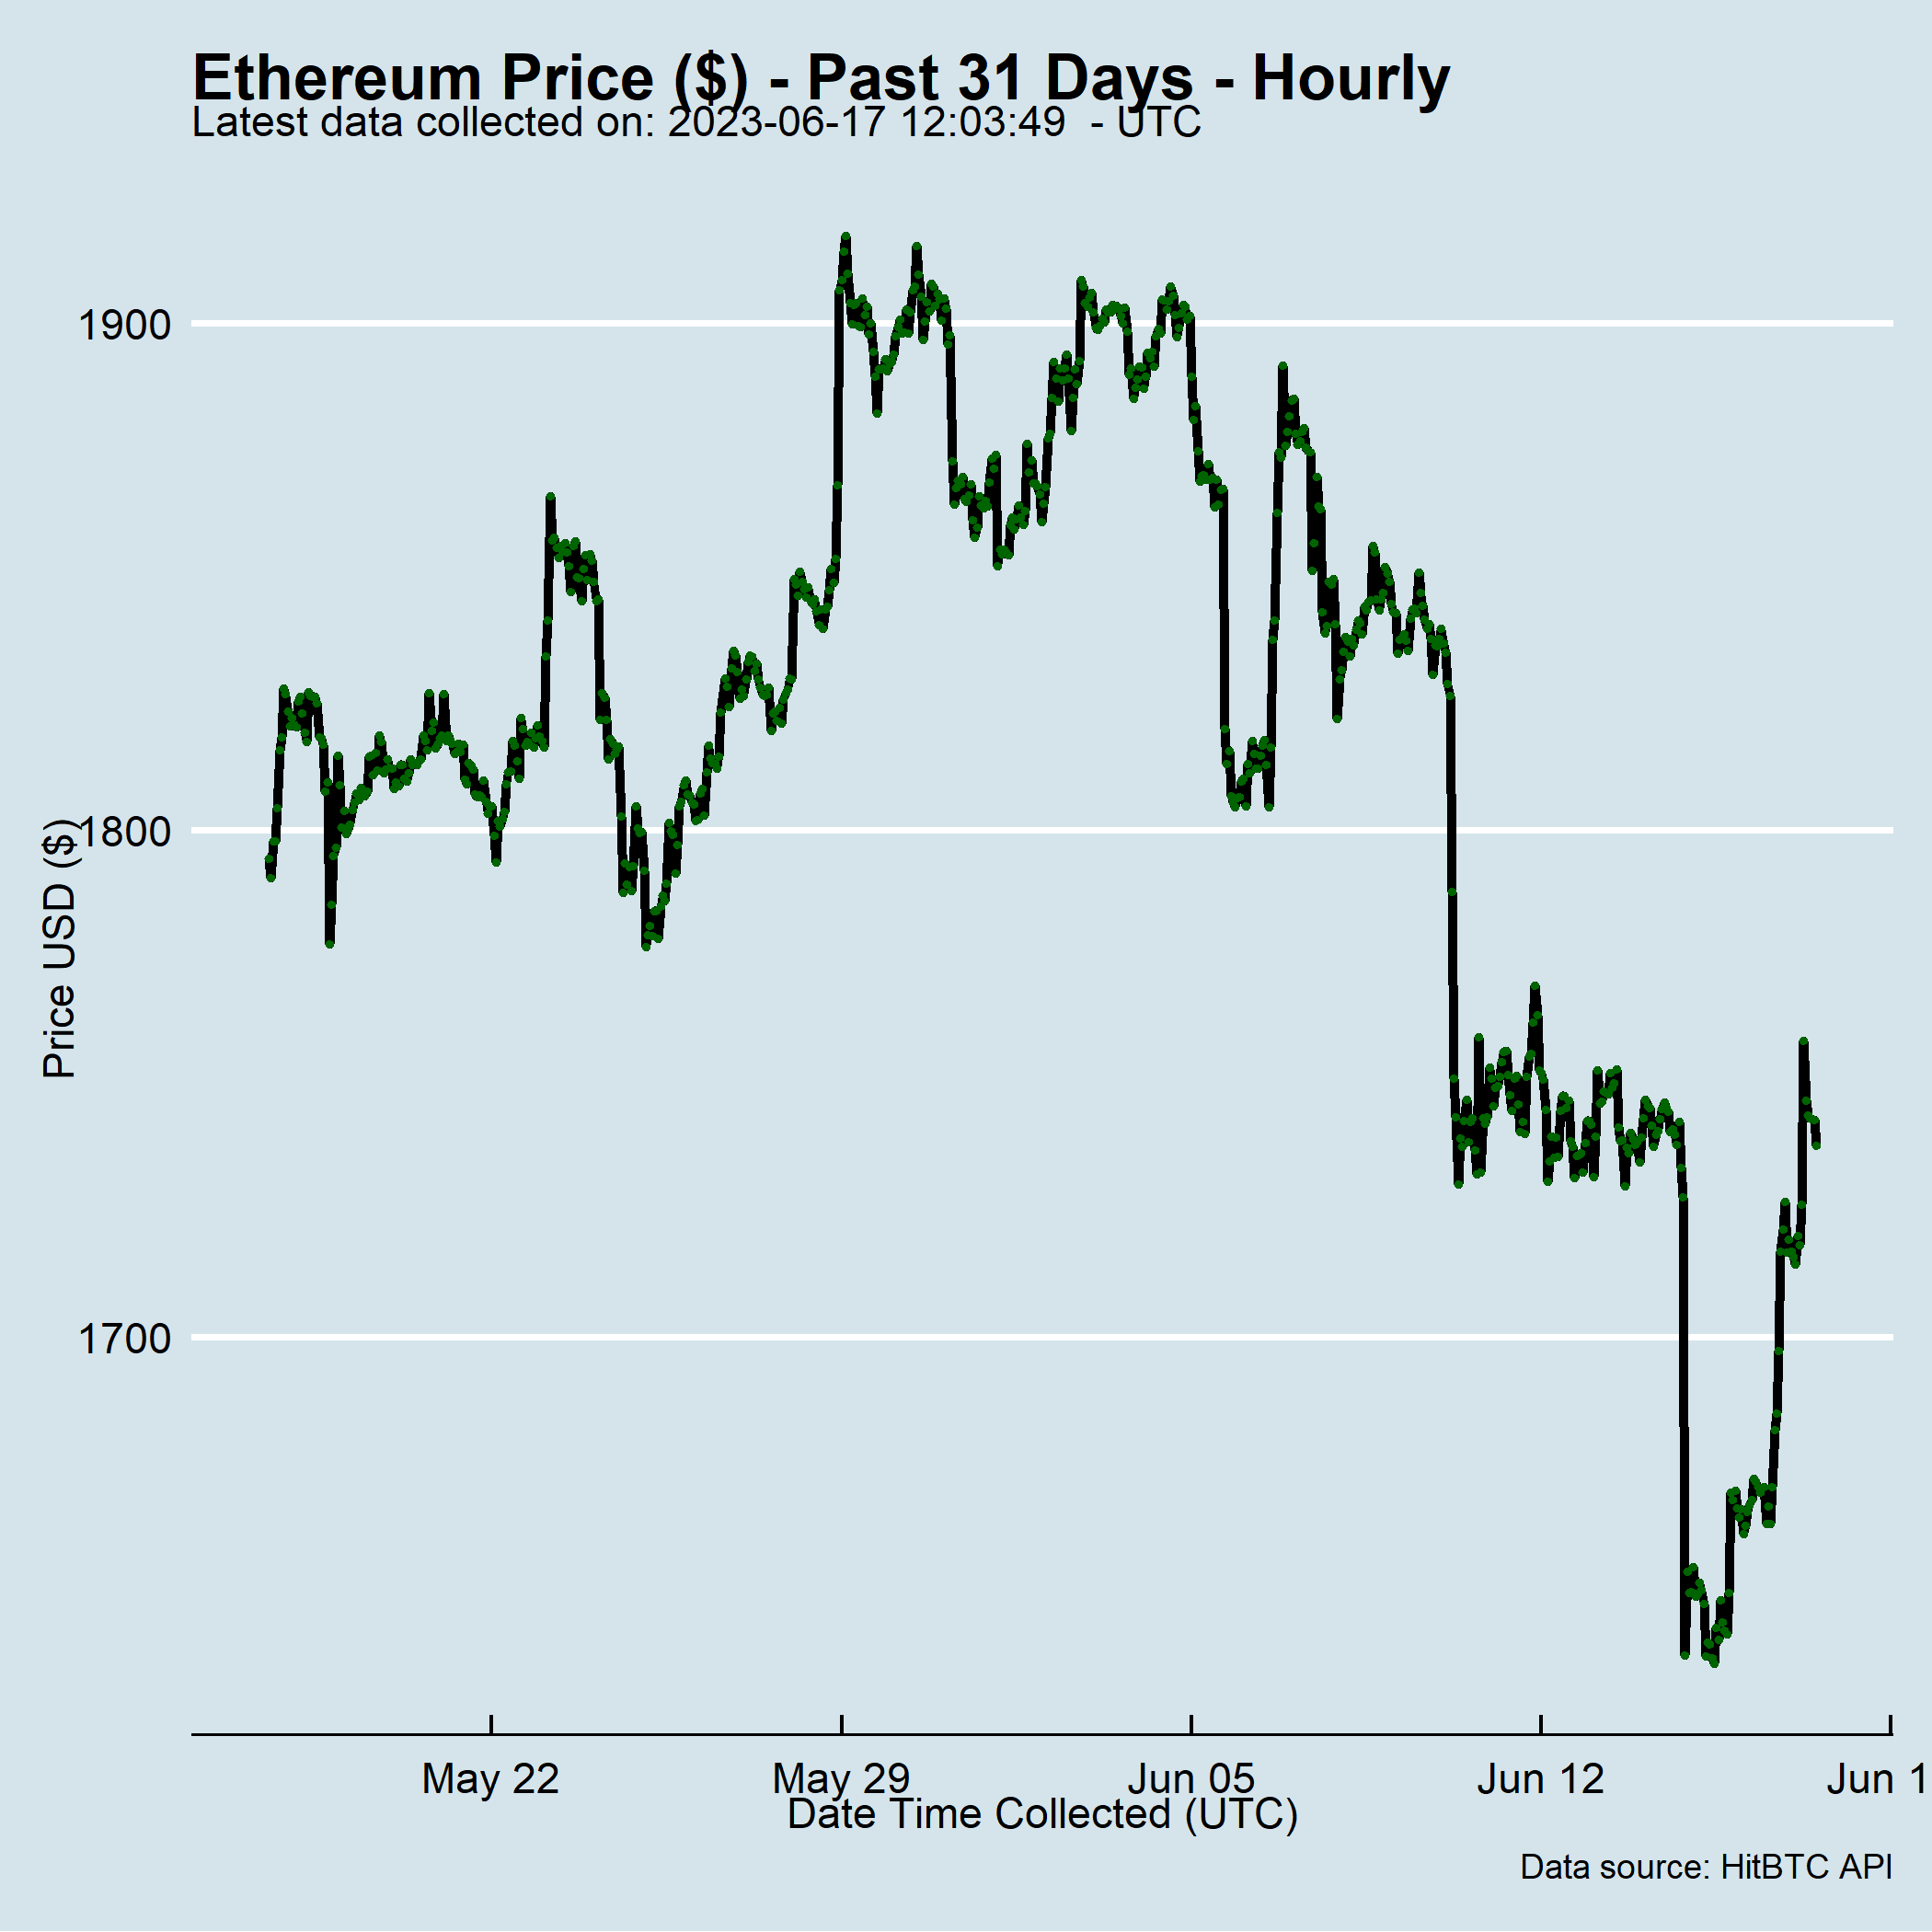 Ethereum Price ($) - Past 31 Days - Hourly
Latest data collected on: 2023-06-17 12:03:49  - UTC
1900
1800
1700
Price USD ($)
May 22
May 29
Jun 05
Jun 12
Jun 1
Date Time Collected (UTC)
Data source: HitBTC API